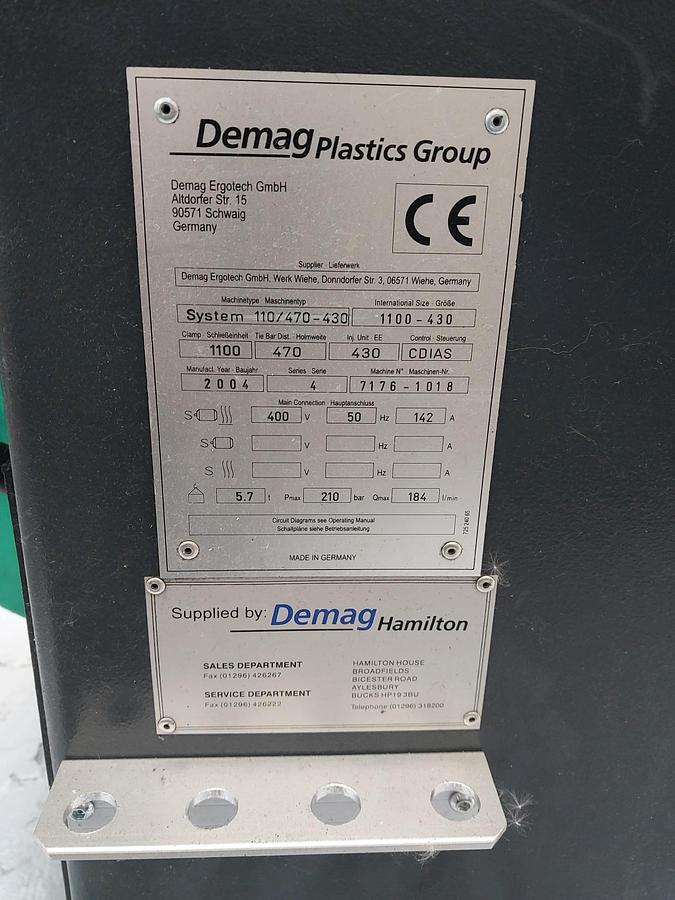 Demag Plastics Group
Demag Ergotech GmbH
Altdorfer Str. 15
90571 Schwaig
Germany
CE
Supplier · Lieferwerk
Demag Ergotech GmbH, Werk Wiehe, Donndorfer Str. 3, 06571 Wiehe, Germany
Machinetype · Maschinentyp International Size · Größe
System 110/470-430 1100-430
Clamp · Schließeinheit Tie Bar Dist. · Holmweite Inj. Unit · EE Control · Steuerung
1100 470 430 CDIAS
Manufact. Year · Baujahr Series · Serie Machine N° · Maschinen-Nr.
2004 4 7176-1018
Main Connection · Hauptanschluss
S 400 V 50 Hz 142 A
S V Hz A
S V Hz A
5.7 t Pmax 210 bar Qmax 184 l/min
Circuit Diagrams see Operating Manual
Schaltpläne siehe Betriebsanleitung
725 240 65
MADE IN GERMANY
Supplied by: Demag Hamilton
SALES DEPARTMENT
Fax (01296) 426267
SERVICE DEPARTMENT
Fax (01296) 426222
HAMILTON HOUSE
BROADFIELDS
BICESTER ROAD
AYLESBURY
BUCKS HP19 3BU
Telephone (01296) 318200